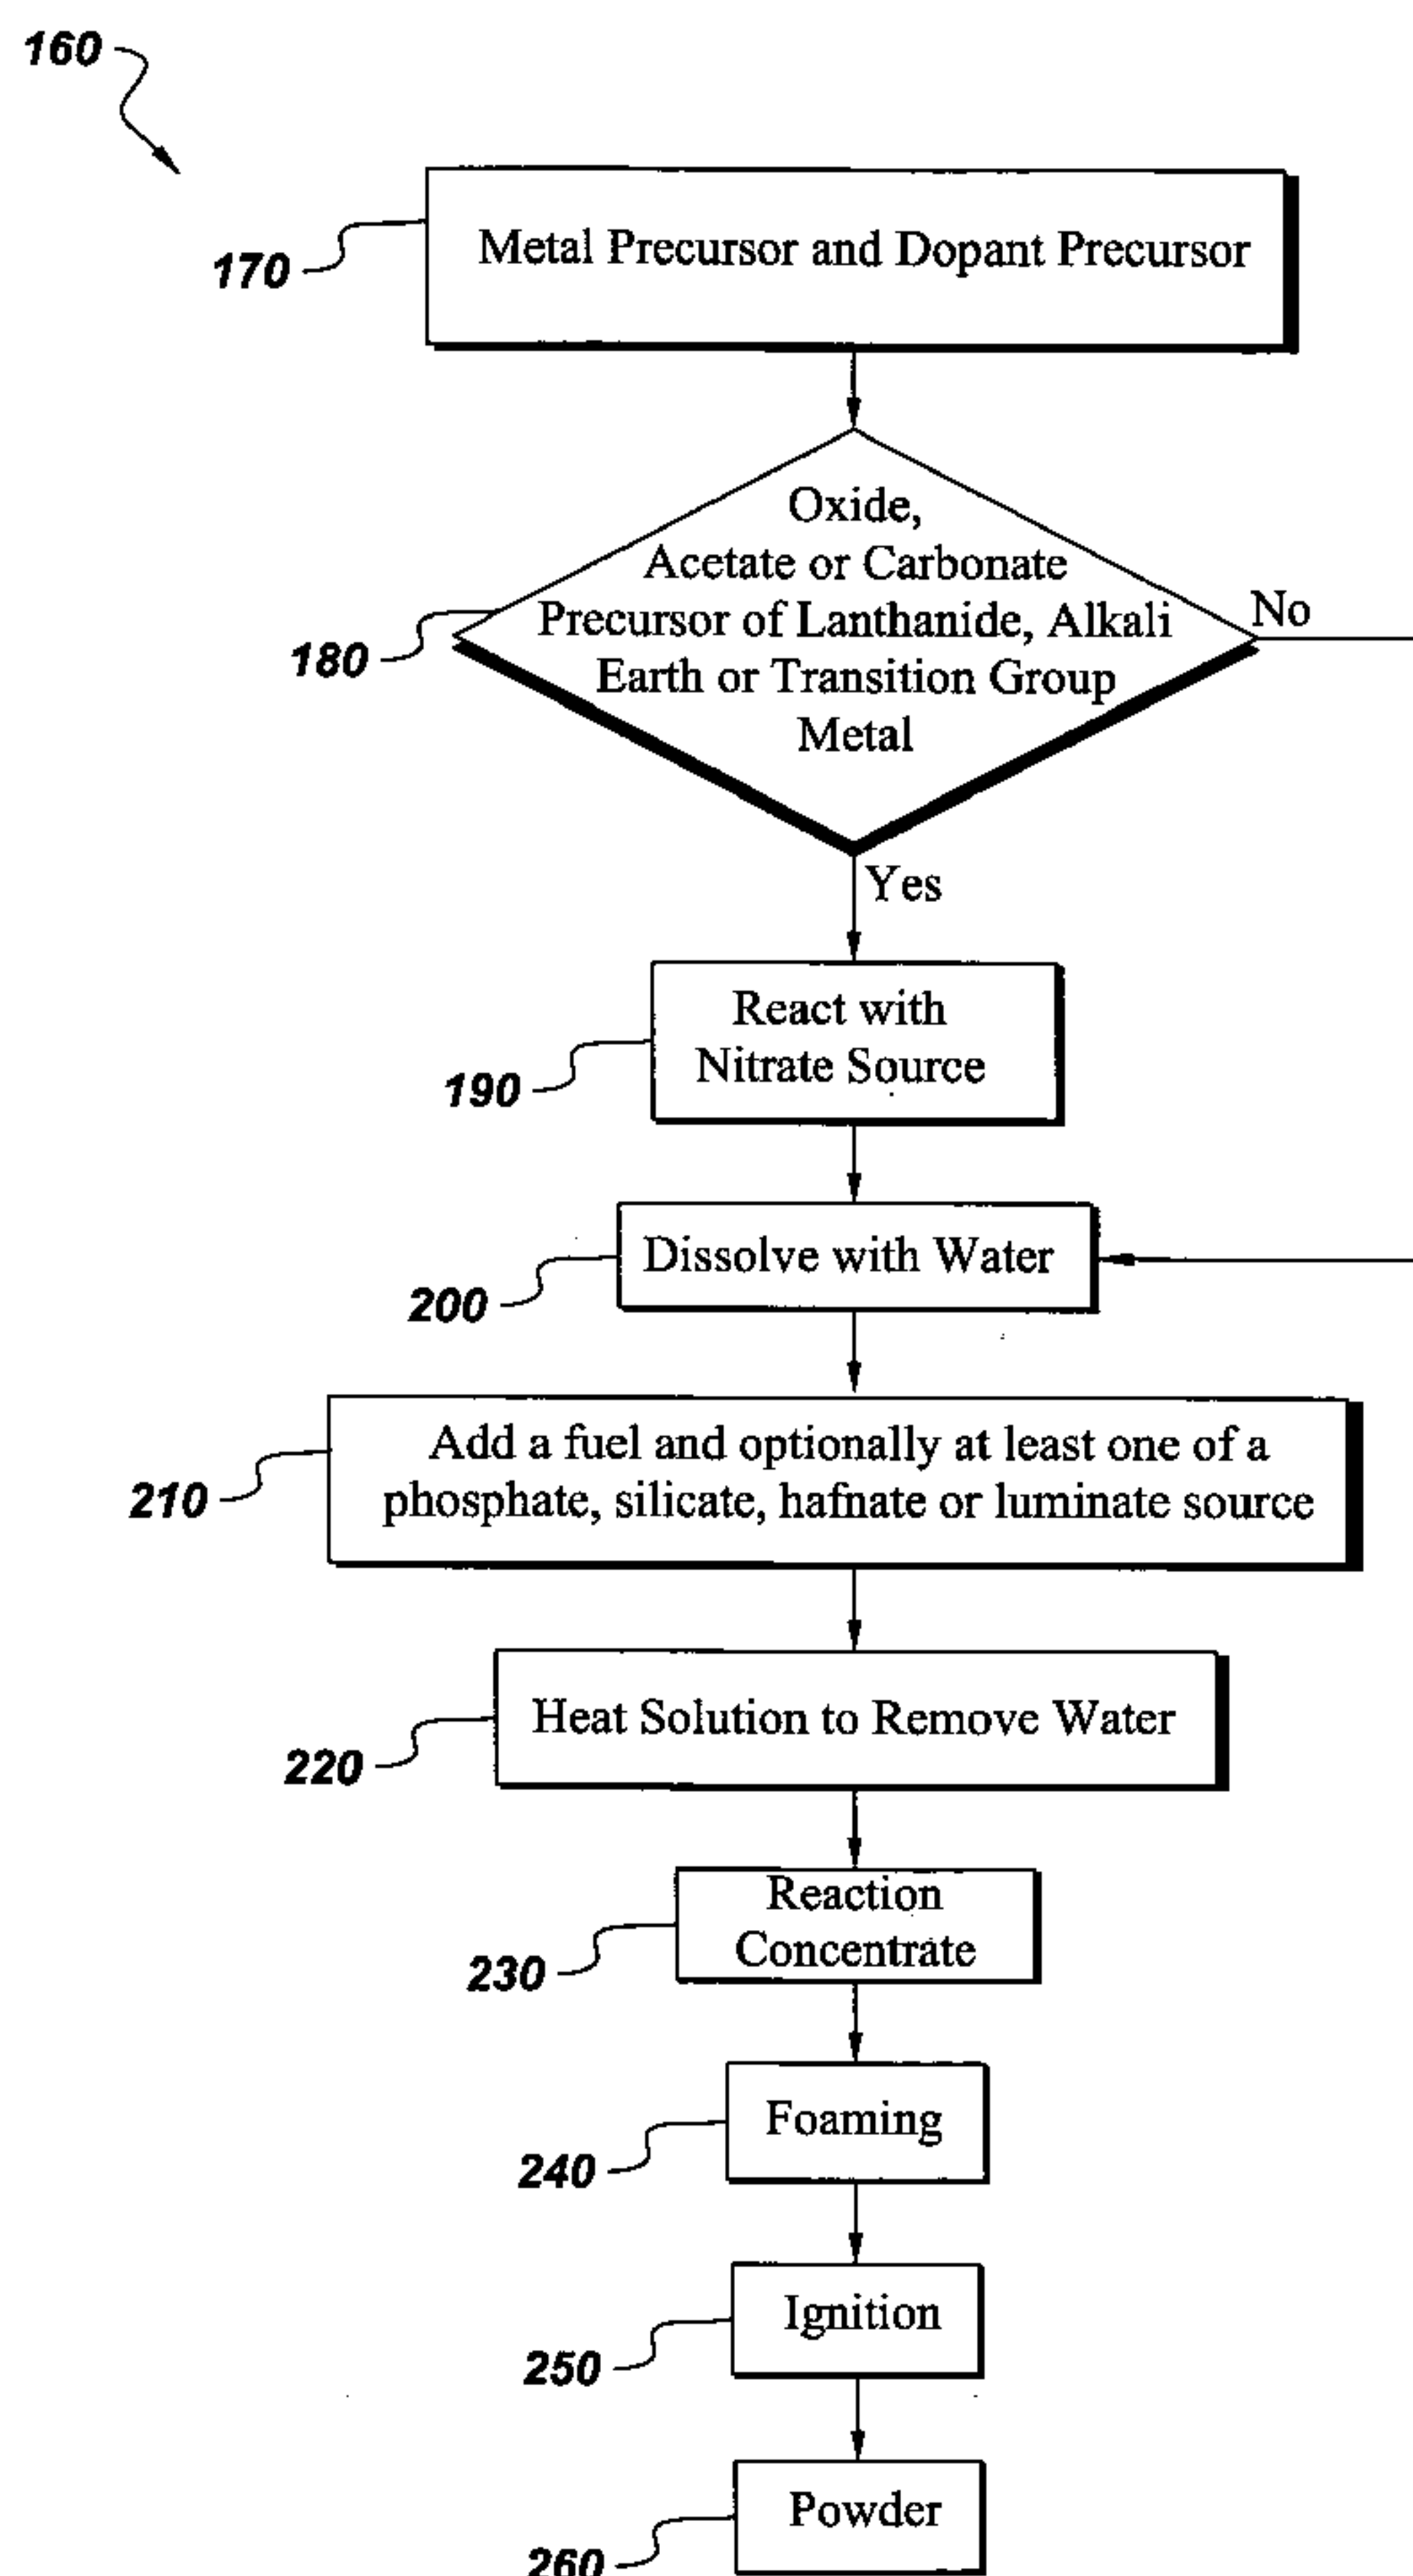 160
170
Metal Precursor and Dopant Precursor
180
Oxide,
Acetate or Carbonate
Precursor of Lanthanide, Alkali
Earth or Transition Group
Metal
No
Yes
190
React with
Nitrate Source
200
Dissolve with Water
210
Add a fuel and optionally at least one of a
phosphate, silicate, hafnate or luminate source
220
Heat Solution to Remove Water
230
Reaction
Concentrate
240
Foaming
250
Ignition
260
Powder